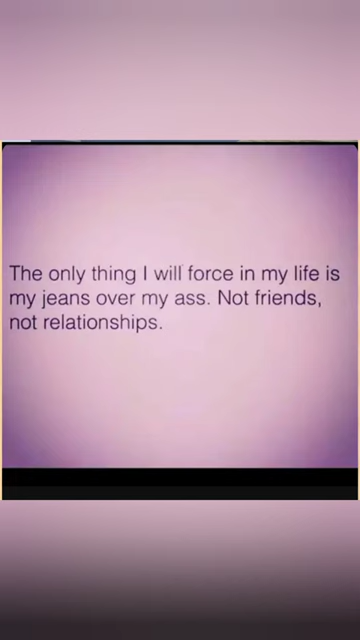 The only thing I will force in my life is
my jeans over my ass. Not friends,
not relationships.